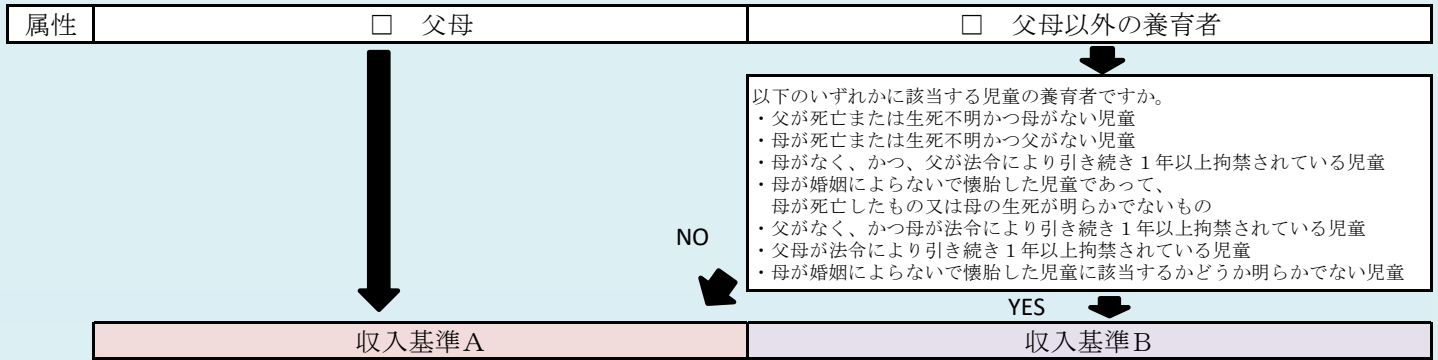 属性 □ 父母 □ 父母以外の養育者
以下のいずれかに該当する児童の養育者ですか。
・父が死亡または生死不明かつ母がない児童
・母が死亡または生死不明かつ父がない児童
・母がなく、かつ、父が法令により引き続き１年以上拘禁されている児童
・母が婚姻によらないで懐胎した児童であって、
母が死亡したもの又は母の生死が明らかでないもの
・父がなく、かつ母が法令により引き続き１年以上拘禁されている児童
・父母が法令により引き続き１年以上拘禁されている児童
・母が婚姻によらないで懐胎した児童に該当するかどうか明らかでない児童
NO
YES
収入基準Ａ 収入基準Ｂ